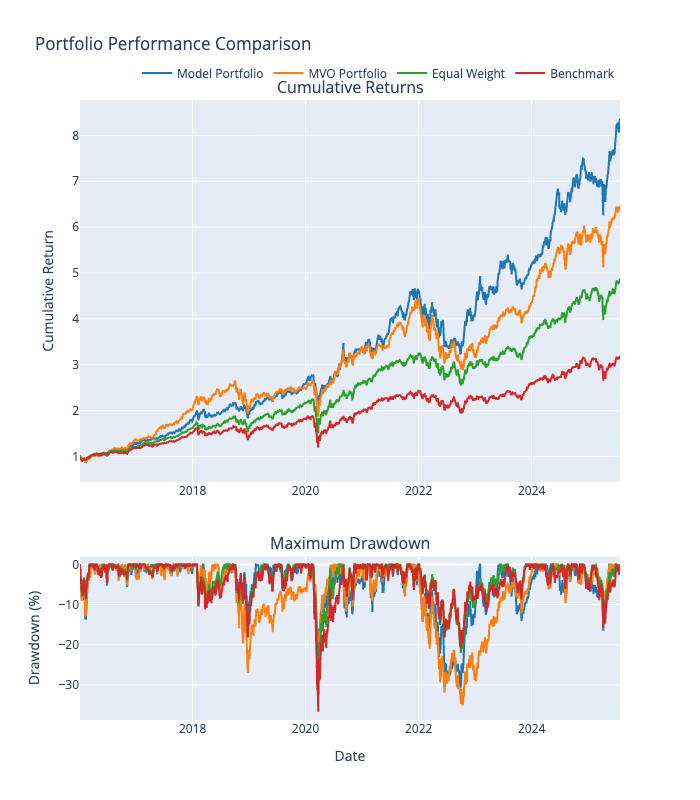 Portfolio Performance Comparison
Model Portfolio MVO Portfolio Equal Weight Benchmark
Cumulative Returns
8
7
6
5
4
3
2
1
Cumulative Return
2018 2020 2022 2024
Maximum Drawdown
0
−10
−20
−30
Drawdown (%)
2018 2020 2022 2024
Date